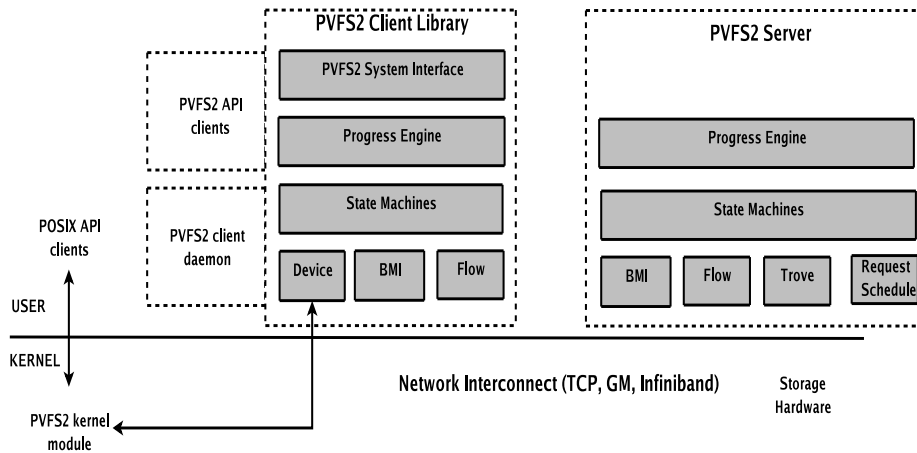 PVFS2 Client Library
PVFS2 System Interface
Progress Engine
State Machines
Device
BMI
Flow
PVFS2 API
clients
PVFS2 client
daemon
POSIX API
clients
USER
KERNEL
PVFS2 kernel
module
PVFS2 Server
Progress Engine
State Machines
BMI
Flow
Trove
Request
Schedule
Network Interconnect (TCP, GM, Infiniband)
Storage
Hardware